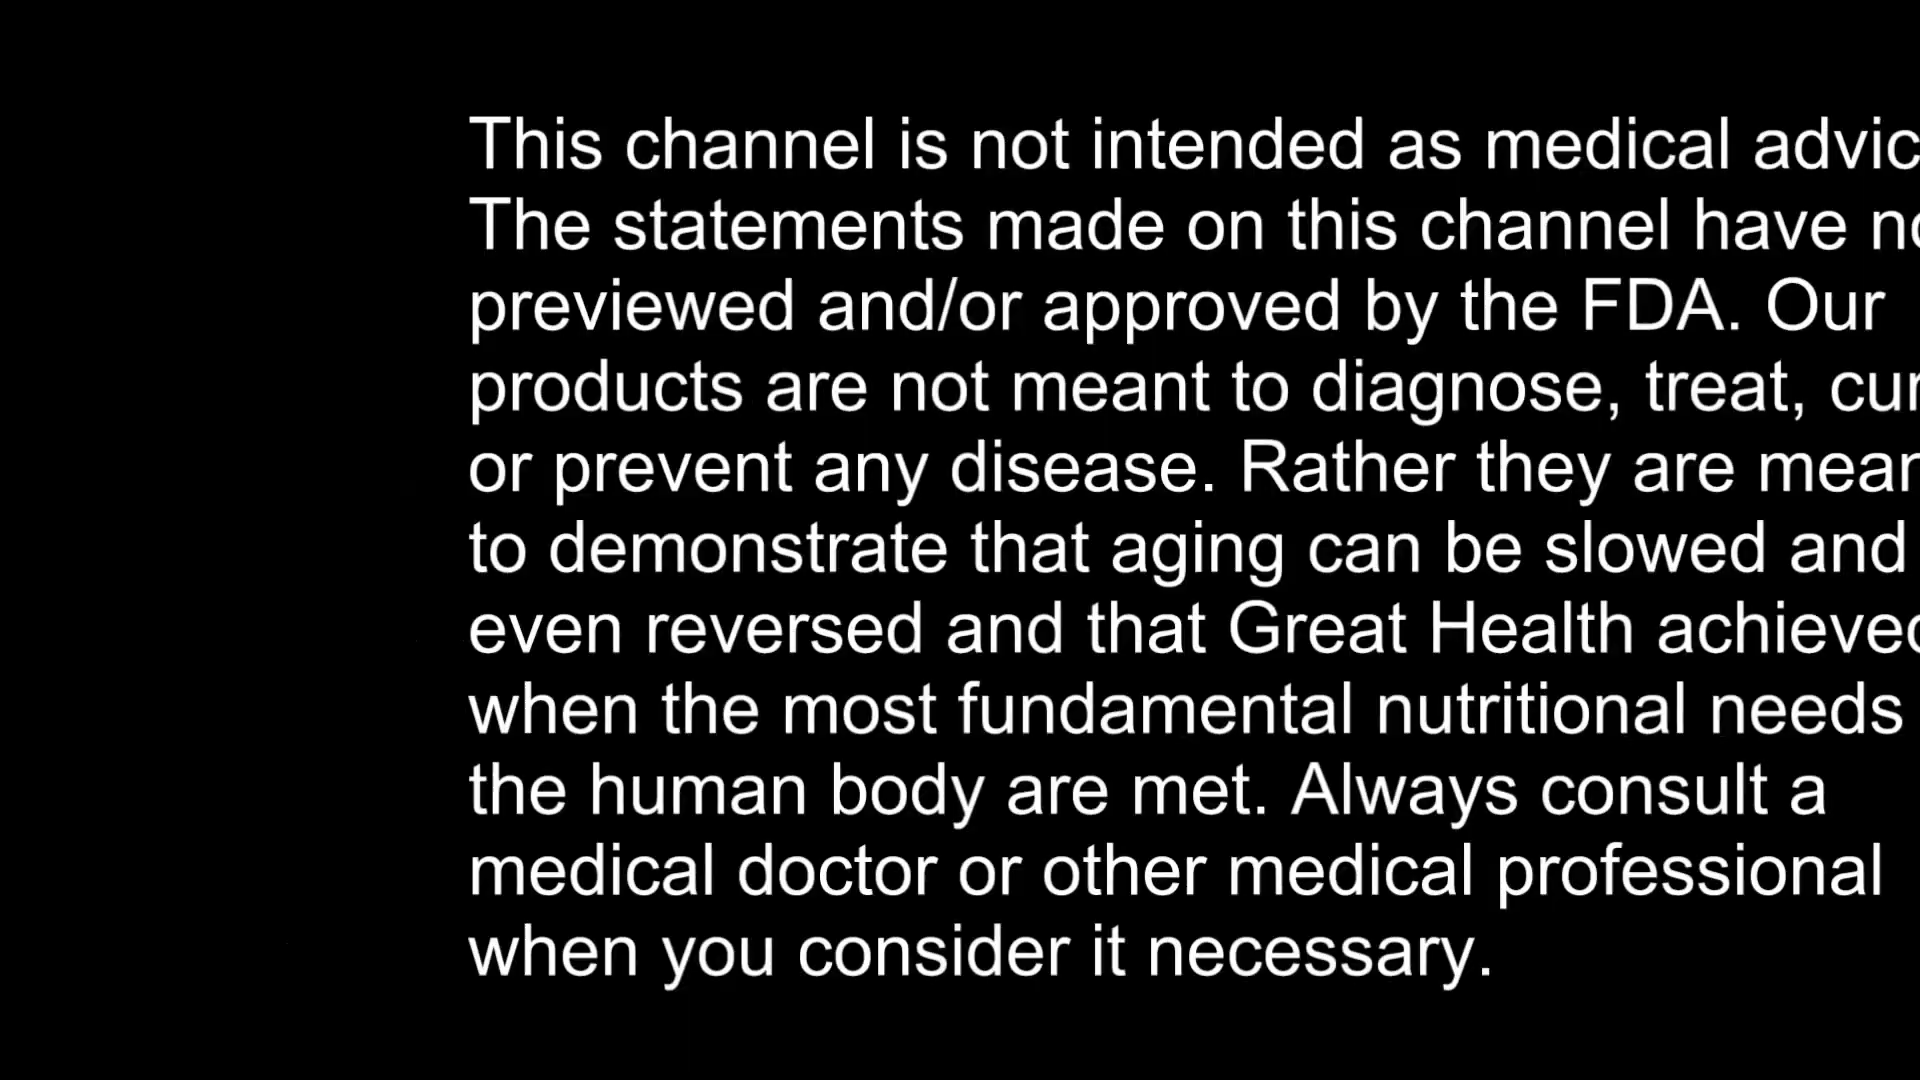 This channel is not intended as medical advic
The statements made on this channel have no
previewed and/or approved by the FDA. Our
products are not meant to diagnose, treat, cur
or prevent any disease. Rather they are mean
to demonstrate that aging can be slowed and
even reversed and that Great Health achieved
when the most fundamental nutritional needs
the human body are met. Always consult a
medical doctor or other medical professional
when you consider it necessary.